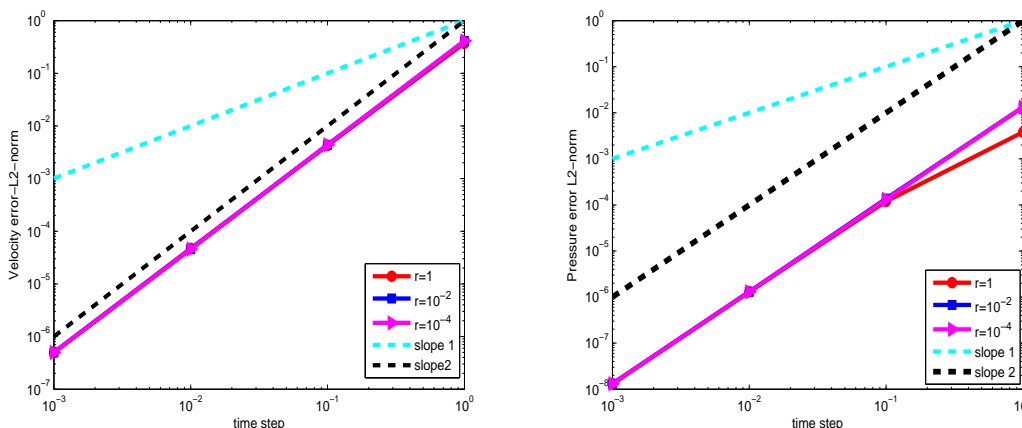 10^0
10^-1
10^-2
10^-3
10^-4
10^-5
10^-6
10^-7
Velocity error-L2-norm
10^-3
10^-2
10^-1
10^0
time step
r=1
r=10^-2
r=10^-4
slope 1
slope2
10^0
10^-1
10^-2
10^-3
10^-4
10^-5
10^-6
10^-7
10^-8
Pressure error L2-norm
10^-3
10^-2
10^-1
10^0
time step
r=1
r=10^-2
r=10^-4
slope 1
slope 2